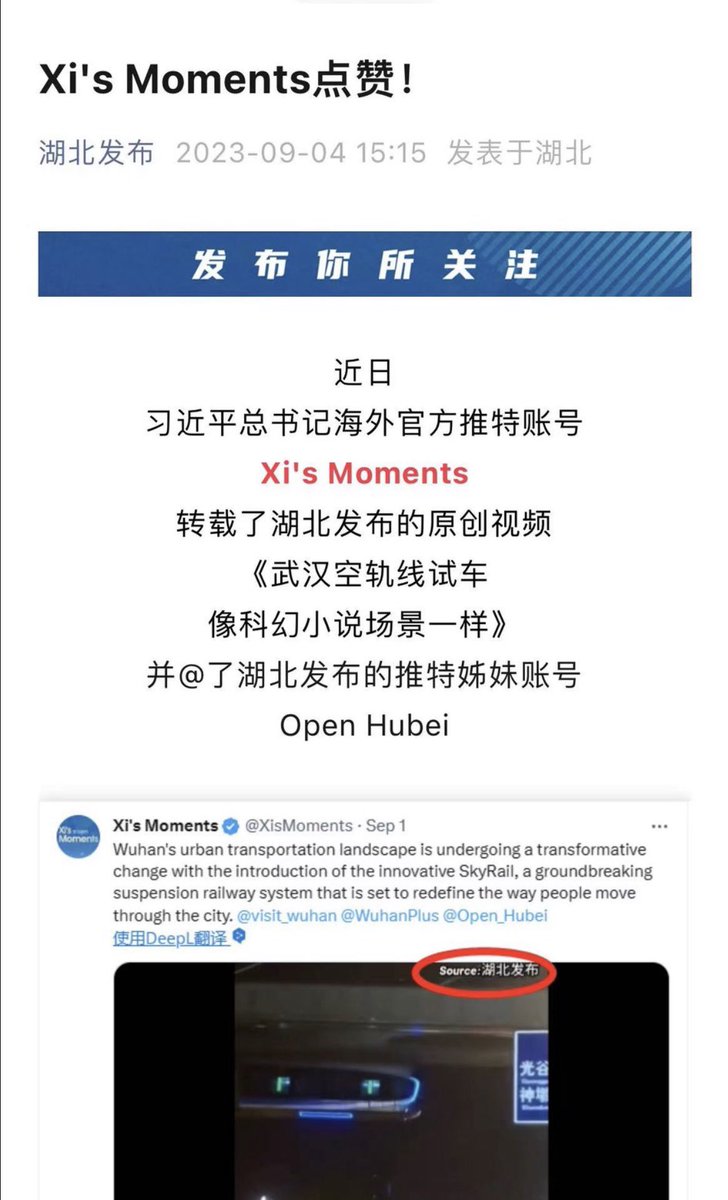 Xi's Moments点赞！
湖北发布 2023-09-04 15:15 发表于湖北
发布你所关注
近日
习近平总书记海外官方推特账号
Xi's Moments
转载了湖北发布的原创视频
《武汉空轨线试车
像科幻小说场景一样》
并@了湖北发布的推特姊妹账号
Open Hubei
Xi's Moments @XisMoments · Sep 1
Wuhan's urban transportation landscape is undergoing a transformative
change with the introduction of the innovative SkyRail, a groundbreaking
suspension railway system that is set to redefine the way people move
through the city. @visit_wuhan @WuhanPlus @Open_Hubei
使用DeepL翻译
Xi's
Moments
Source:湖北发布
光谷
神墩